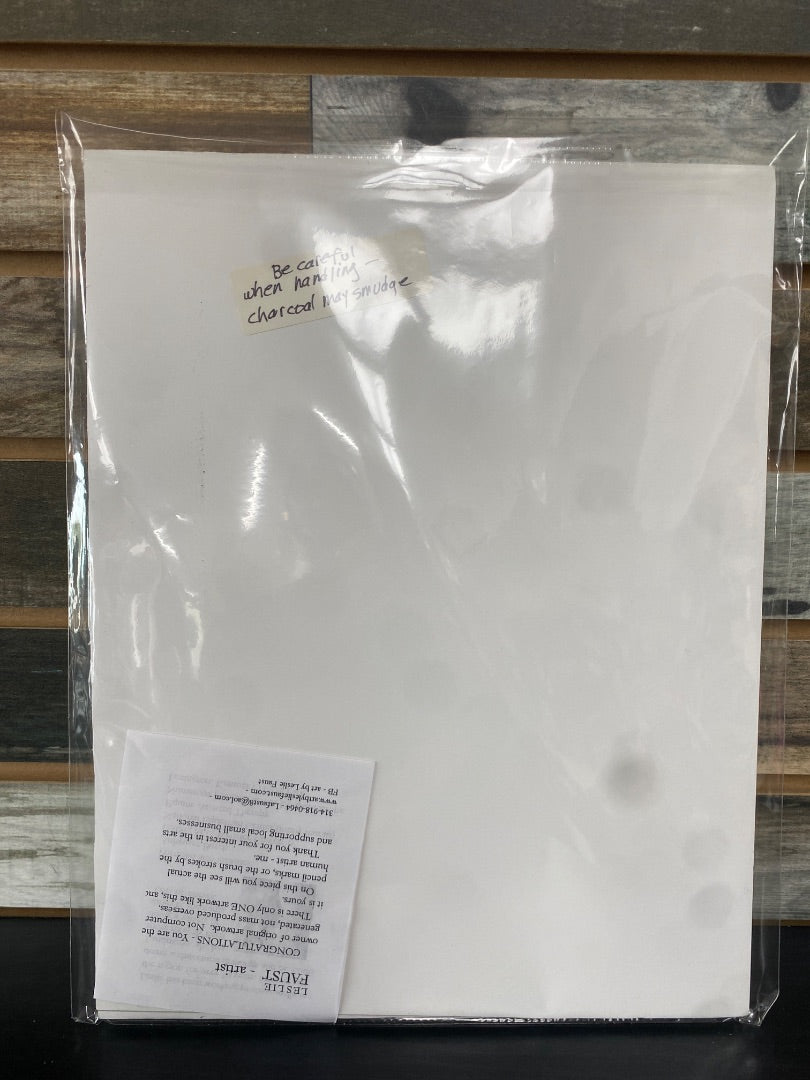 Be careful
when handling –
charcoal may smudge
LESLIE
FAUST - artist
CONGRATULATIONS - You are the
owner of original artwork. Not computer
generated, not mass produced overseas.
There is only ONE artwork like this, and
it is yours.
On this piece you will see the actual
pencil marks, or the brush strokes by the
human artist - me.
Thank you for your interest in the arts
and supporting local small businesses.
314-918-0464 - Lafaust8@aol.com -
www.artbylesliefaust.com -
FB - art by Leslie Faust